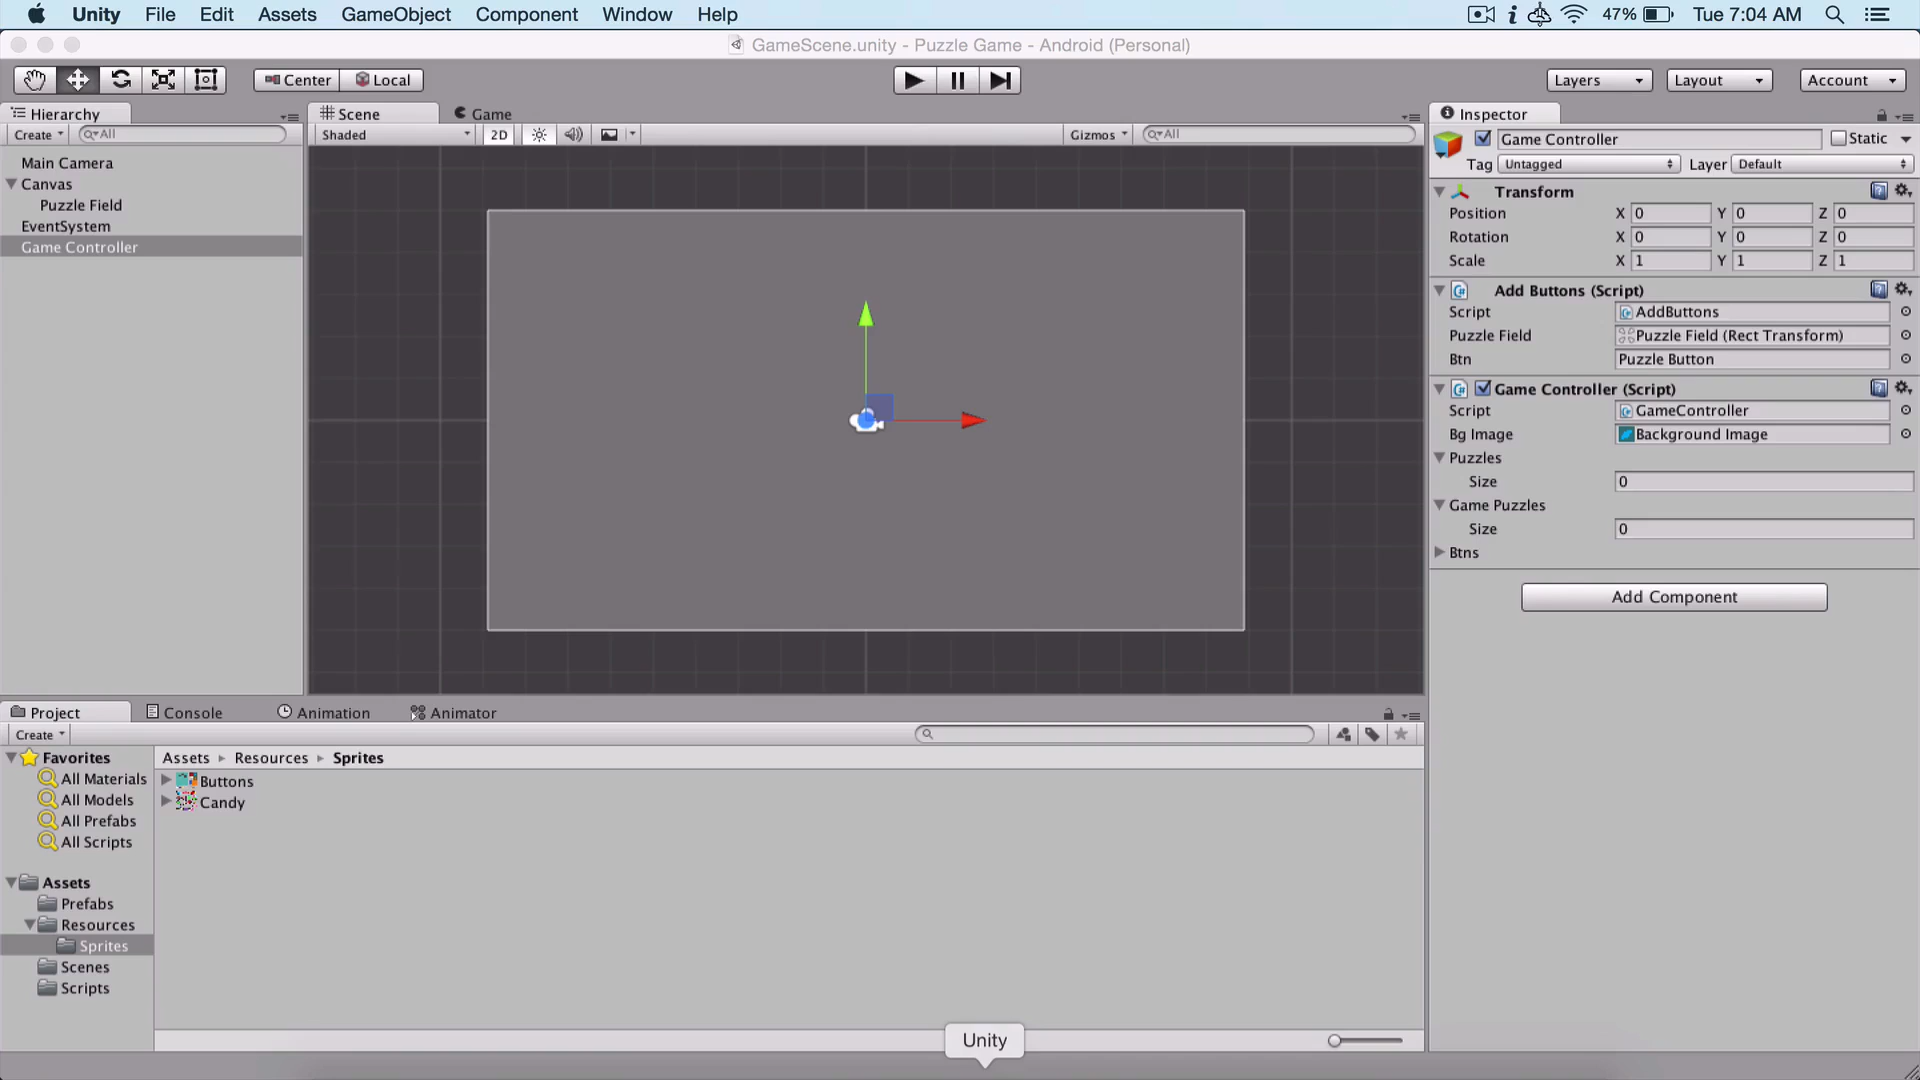 Unity File Edit Assets GameObject Component Window Help 47% Tue 7:04 AM
GameScene.unity - Puzzle Game - Android (Personal)
Center Local Layers Layout Account
Hierarchy
Create All
Main Camera
Canvas
Puzzle Field
EventSystem
Game Controller
Scene Game
Shaded 2D Gizmos All
Inspector
Game Controller Static
Tag Untagged Layer Default
Transform
Position X 0 Y 0 Z 0
Rotation X 0 Y 0 Z 0
Scale X 1 Y 1 Z 1
Add Buttons (Script)
Script AddButtons
Puzzle Field Puzzle Field (Rect Transform)
Btn Puzzle Button
Game Controller (Script)
Script GameController
Bg Image Background Image
Puzzles
Size 0
Game Puzzles
Size 0
Btns
Add Component
Project Console Animation Animator
Create
Favorites
All Materials
All Models
All Prefabs
All Scripts
Assets
Prefabs
Resources
Sprites
Scenes
Scripts
Assets Resources Sprites
Buttons
Candy
Unity